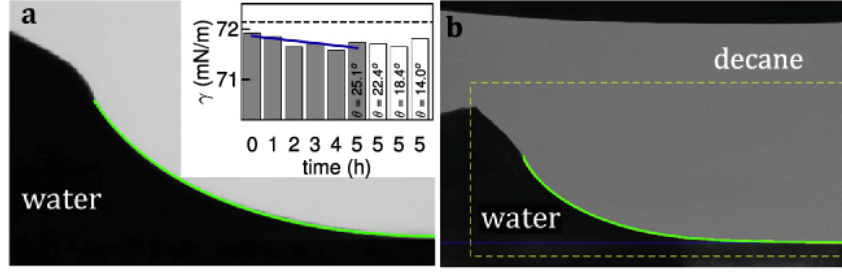 a
72
71
γ (mN/m)
θ = 25.1°
θ = 22.4°
θ = 18.4°
θ = 14.0°
0 1 2 3 4 5 5 5 5
time (h)
water
b
decane
water